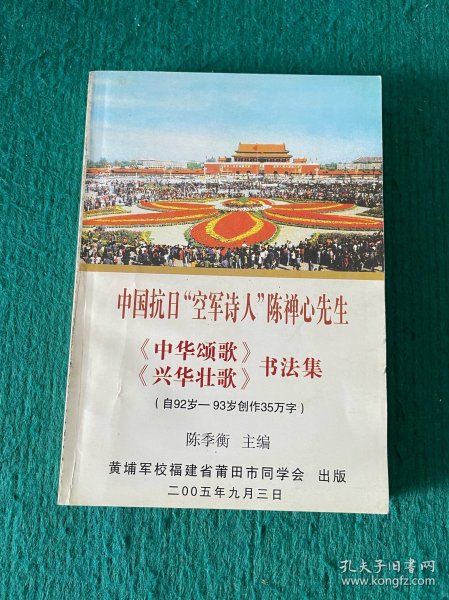 中国抗日“空军诗人”陈禅心先生
《中华颂歌》
《兴华壮歌》
书法集
(自92岁—93岁创作35万字)
陈季衡 主编
黄埔军校福建省莆田市同学会 出版
二00五年九月三日
孔夫子旧书网
www.kongfz.com